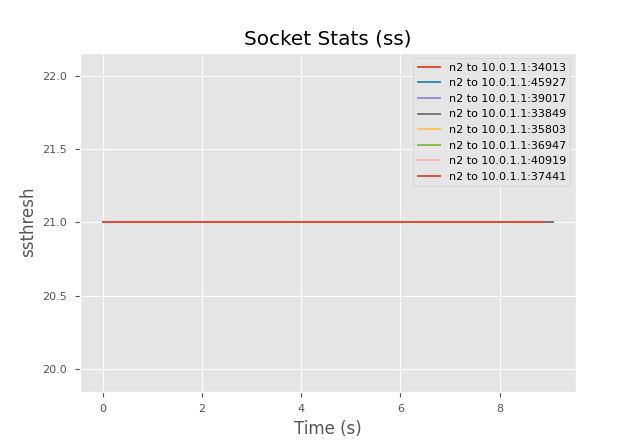 Socket Stats (ss)
n2 to 10.0.1.1:34013
n2 to 10.0.1.1:45927
n2 to 10.0.1.1:39017
n2 to 10.0.1.1:33849
n2 to 10.0.1.1:35803
n2 to 10.0.1.1:36947
n2 to 10.0.1.1:40919
n2 to 10.0.1.1:37441
22.0
21.5
21.0
20.5
20.0
ssthresh
0 2 4 6 8
Time (s)